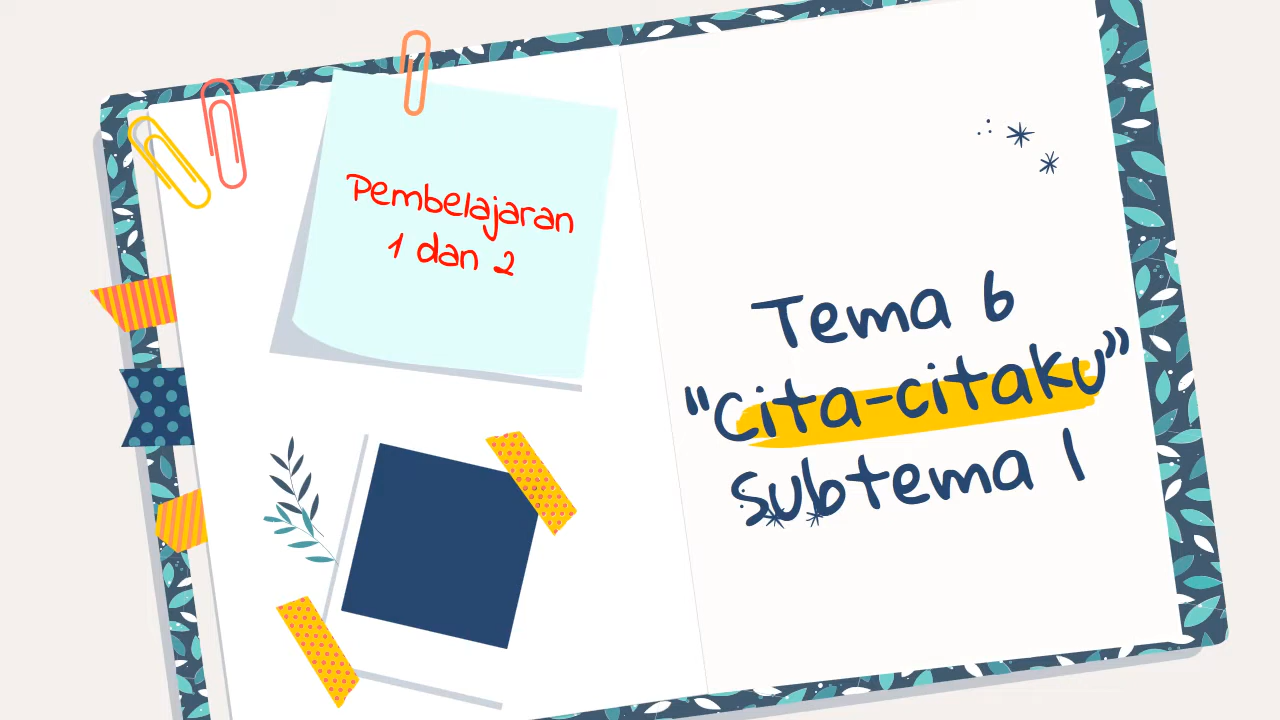 Pembelajaran
1 dan 2
Tema 6
"Cita-citaku"
Subtema 1